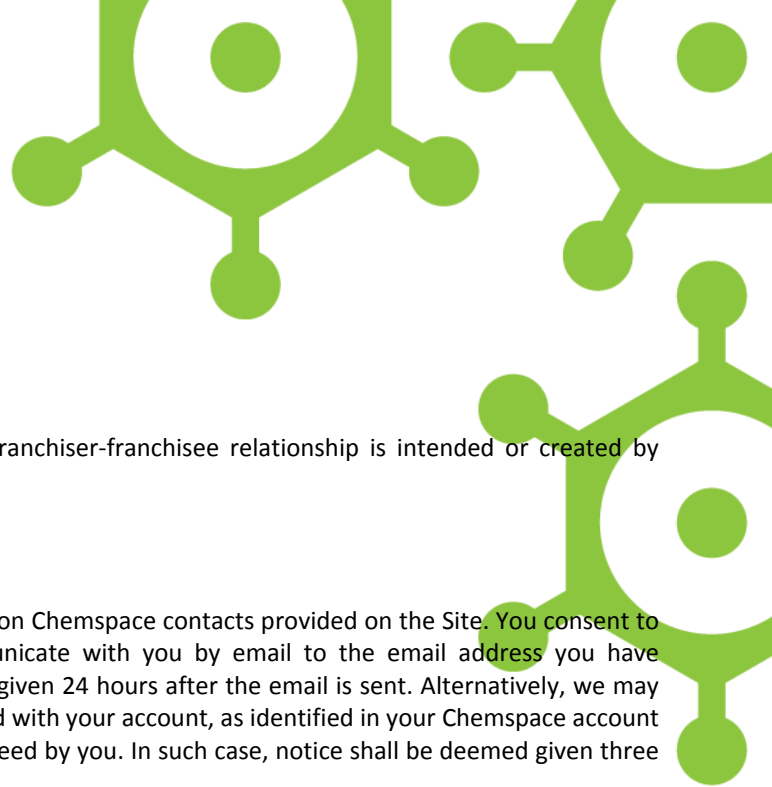 ranchiser-franchisee relationship is intended or created by
on Chemspace contacts provided on the Site. You consent to
unicate with you by email to the email address you have
given 24 hours after the email is sent. Alternatively, we may
d with your account, as identified in your Chemspace account
eed by you. In such case, notice shall be deemed given three